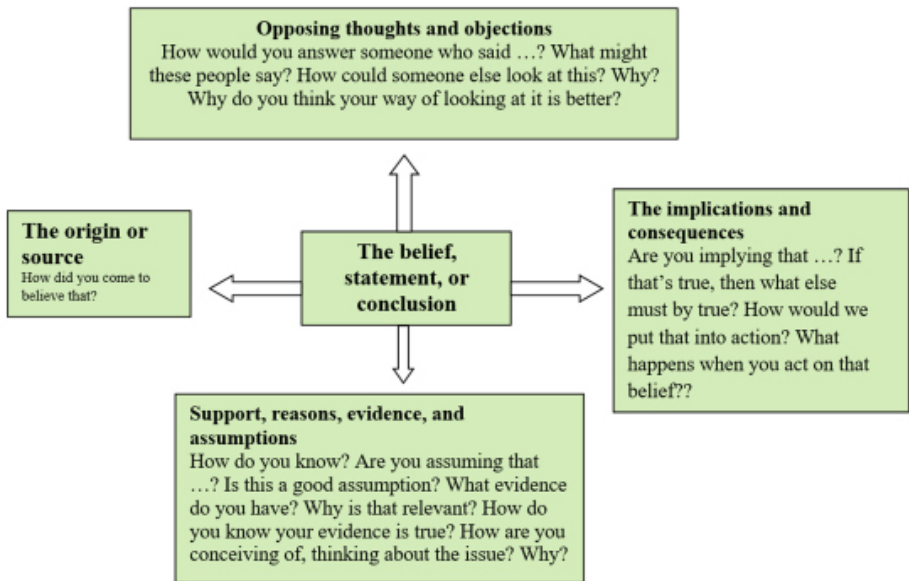 Opposing thoughts and objections
How would you answer someone who said …? What might
these people say? How could someone else look at this? Why?
Why do you think your way of looking at it is better?
The origin or
source
How did you come to
believe that?
The belief,
statement, or
conclusion
The implications and
consequences
Are you implying that …? If
that’s true, then what else
must by true? How would we
put that into action? What
happens when you act on that
belief??
Support, reasons, evidence, and
assumptions
How do you know? Are you assuming that
…? Is this a good assumption? What evidence
do you have? Why is that relevant? How do
you know your evidence is true? How are you
conceiving of, thinking about the issue? Why?